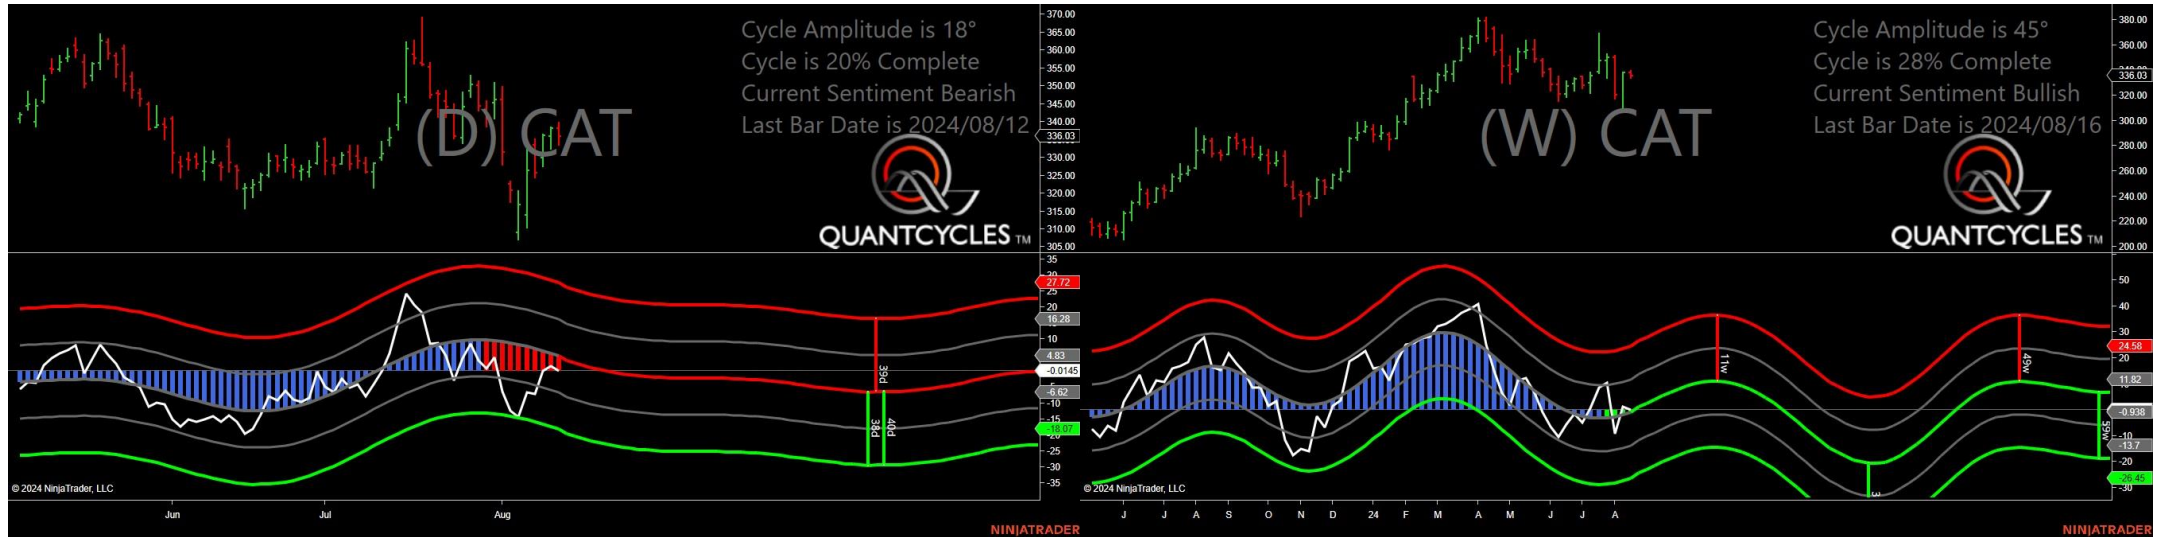 Cycle Amplitude is 18°
Cycle is 20% Complete
Current Sentiment Bearish
Last Bar Date is 2024/08/12
(D) CAT
QUANTCYCLES TM
370.00
365.00
360.00
355.00
350.00
345.00
340.00
336.03
330.00
325.00
320.00
315.00
310.00
305.00
35
30
27.72
25
20
16.28
10
4.83
-0.0145
-6.62
-10
-15
-18.07
-25
-30
-35
39d
38d
40d
© 2024 NinjaTrader, LLC
Jun
Jul
Aug
NINJATRADER
Cycle Amplitude is 45°
Cycle is 28% Complete
Current Sentiment Bullish
Last Bar Date is 2024/08/16
(W) CAT
QUANTCYCLES TM
380.00
360.00
336.03
320.00
300.00
280.00
260.00
240.00
220.00
200.00
50
40
30
24.58
20
11.82
-0.938
-10
-13.7
-20
-26.45
-30
11w
49w
59w
3
© 2024 NinjaTrader, LLC
J J A S O N D 24 F M A M J J A
NINJATRADER